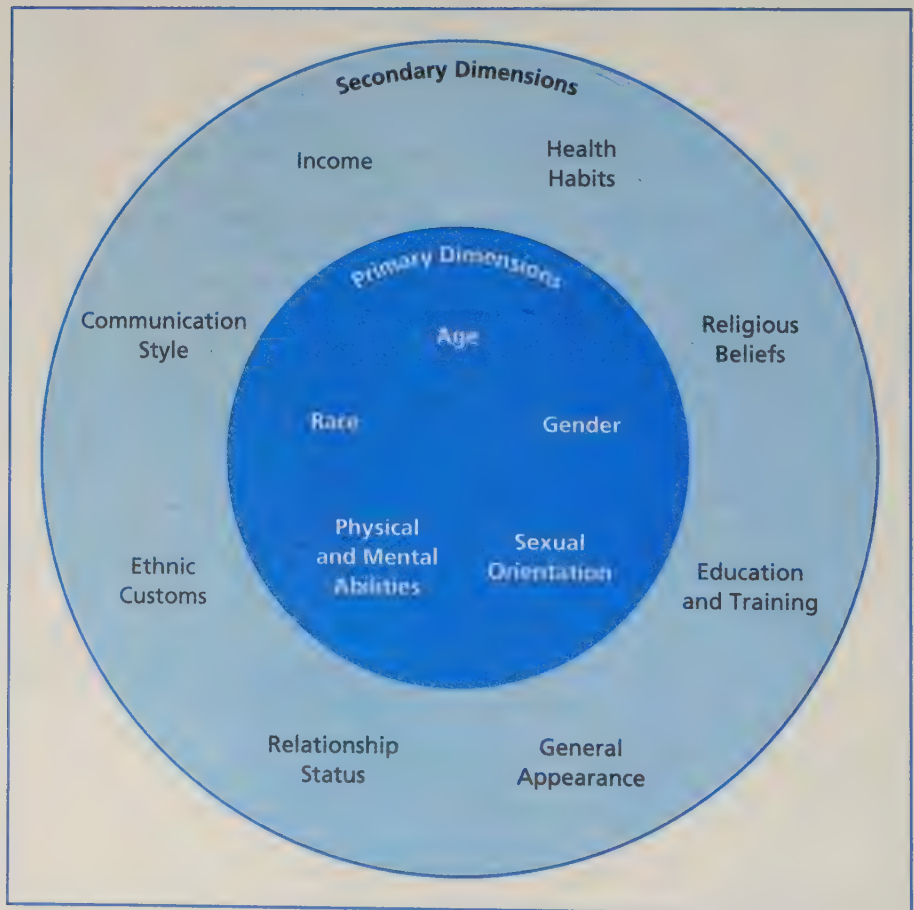 Secondary Dimensions
Income
Health
Habits
Primary Dimensions
Communication
Style
Age
Religious
Beliefs
Race
Gender
Physical
and Mental
Abilities
Sexual
Orientation
Ethnic
Customs
Education
and Training
Relationship
Status
General
Appearance